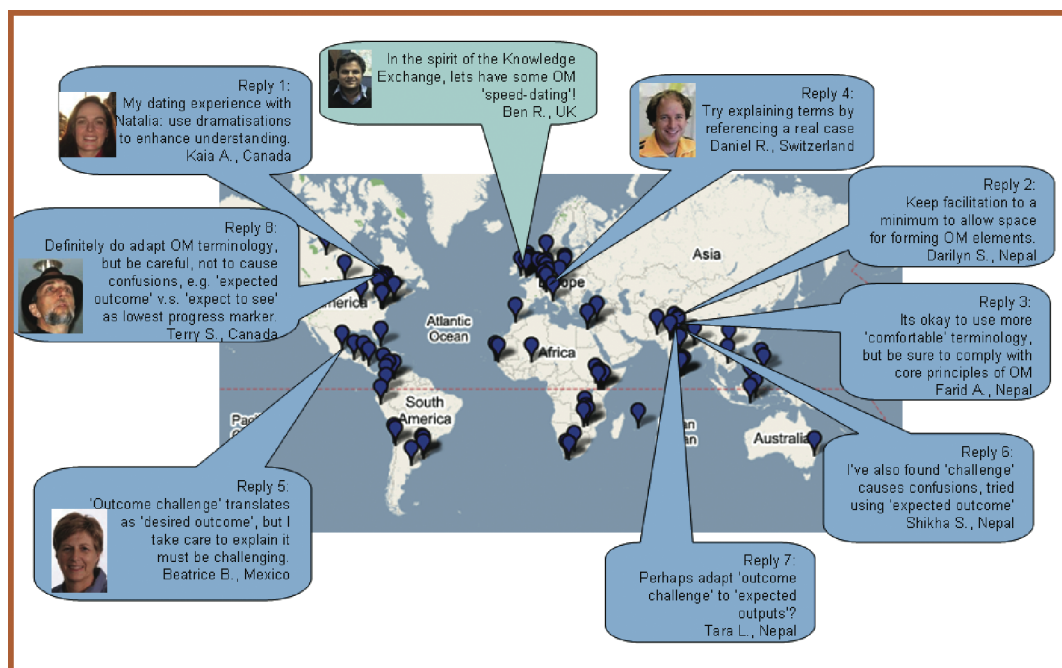 In the spirit of the Knowledge
Exchange, lets have some OM
'speed-dating'!
Ben R., UK
Reply 1:
My dating experience with
Natalia: use dramatisations
to enhance understanding.
Kaia A., Canada
Reply 4:
Try explaining terms by
referencing a real case
Daniel R., Switzerland
Reply 2:
Keep facilitation to a
minimum to allow space
for forming OM elements.
Darilyn S., Nepal
Reply 8:
Definitely do adapt OM terminology,
but be careful, not to cause
confusions, e.g. 'expected
outcome' v.s. 'expect to see'
as lowest progress marker.
Terry S., Canada
Reply 3:
Its okay to use more
'comfortable' terminology,
but be sure to comply with
core principles of OM
Farid A., Nepal
Asia
Atlantic
Ocean
Africa
South
America
Australia
Reply 6:
I've also found 'challenge'
causes confusions, tried
using 'expected outcome'
Shikha S., Nepal
Reply 5:
'Outcome challenge' translates
as 'desired outcome', but I
take care to explain it
must be challenging.
Beatrice B., Mexico
Reply 7:
Perhaps adapt 'outcome
challenge' to 'expected
outputs'?
Tara L., Nepal